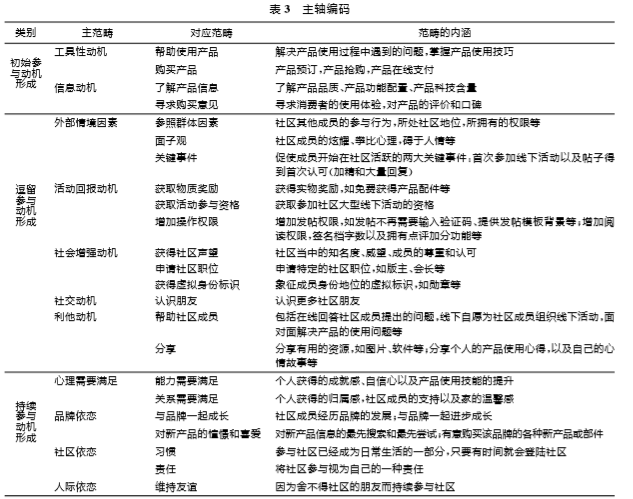 表 3 主轴编码
类别 主范畴 对应范畴 范畴的内涵
初始参与动机形成 工具性动机 帮助使用产品 解决产品使用过程中遇到的问题,掌握产品使用技巧
购买产品 产品预订,产品抢购,产品在线支付
信息动机 了解产品信息 了解产品品质、产品功能配置、产品科技含量
寻求购买意见 寻求消费者的使用体验,对产品的评价和口碑
逗留参与动机形成 外部情境因素 参照群体因素 社区其他成员的参与行为,所处社区地位,所拥有的权限等
面子观 社区成员的炫耀、攀比心理,碍于人情等
关键事件 促使成员开始在社区活跃的两大关键事件:首次参加线下活动以及帖子得
到首次认可(加精和大量回复)
活动回报动机 获取物质奖励 获得实物奖励,如免费获得产品配件等
获取活动参与资格 获取参加社区大型线下活动的资格
增加操作权限 增加发帖权限,如发帖不再需要输入验证码、提供发帖模板背景等;增加阅
读权限,签名档字数以及拥有点评加分功能等
社会增强动机 获得社区声望 社区当中的知名度、威望、成员的尊重和认可
申请社区职位 申请特定的社区职位,如版主、会长等
获得虚拟身份标识 象征成员身份地位的虚拟标识,如勋章等
社交动机 认识朋友 认识更多社区朋友
利他动机 帮助社区成员 包括在线回答社区成员提出的问题,线下自愿为社区成员组织线下活动,面
对面解决产品的使用问题等
分享 分享有用的资源,如图片、软件等;分享个人的产品使用心得,以及自己的心
情故事等
持续参与动机形成 心理需要满足 能力需要满足 个人获得的成就感、自信心以及产品使用技能的提升
关系需要满足 个人获得的归属感,社区成员的支持以及家的温馨感
品牌依恋 与品牌一起成长 社区成员经历品牌的发展;与品牌一起进步成长
对新产品的憧憬和喜爱 对新产品信息的最先搜索和最先尝试;有意购买该品牌的各种新产品或部件
社区依恋 习惯 参与社区已经成为日常生活的一部分,只要有时间就会登陆社区
责任 将社区参与视为自己的一种责任
人际依恋 维持友谊 因为舍不得社区的朋友而持续参与社区